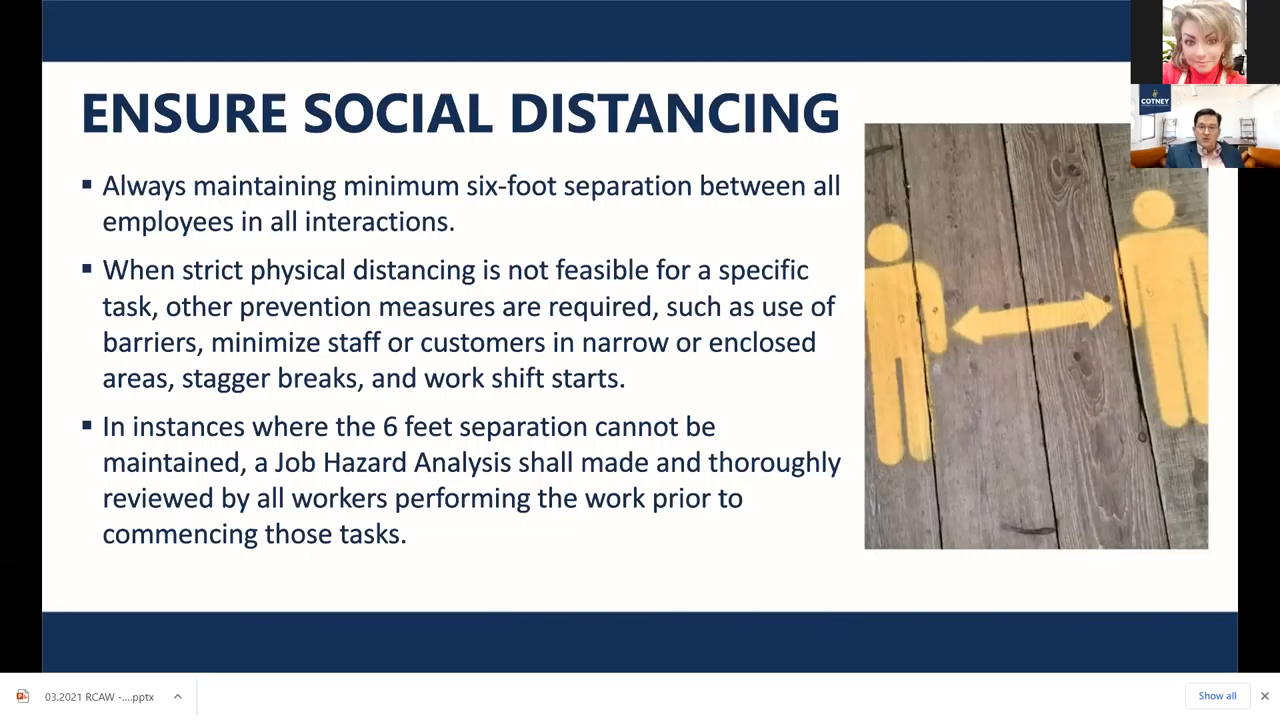 COTNEY
ENSURE SOCIAL DISTANCING
▪ Always maintaining minimum six-foot separation between all
employees in all interactions.
▪ When strict physical distancing is not feasible for a specific
task, other prevention measures are required, such as use of
barriers, minimize staff or customers in narrow or enclosed
areas, stagger breaks, and work shift starts.
▪ In instances where the 6 feet separation cannot be
maintained, a Job Hazard Analysis shall made and thoroughly
reviewed by all workers performing the work prior to
commencing those tasks.
03.2021 RCAW -....pptx
Show all